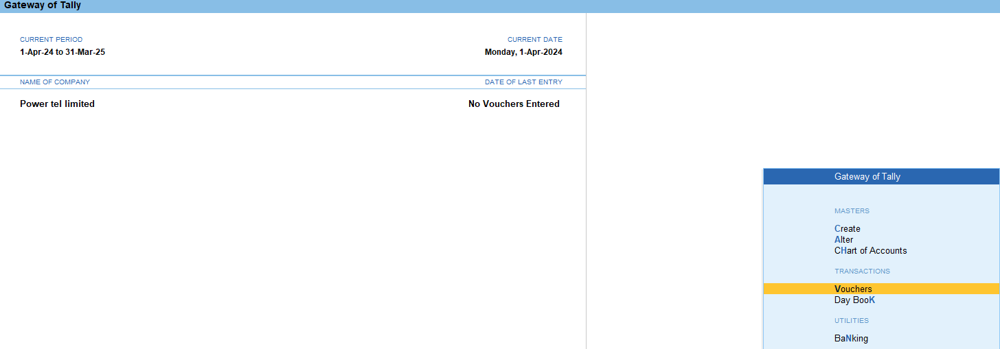 Gateway of Tally
CURRENT PERIOD
CURRENT DATE
1-Apr-24 to 31-Mar-25
Monday, 1-Apr-2024
NAME OF COMPANY
DATE OF LAST ENTRY
Power tel limited
No Vouchers Entered
Gateway of Tally
MASTERS
Create
Alter
CHart of Accounts
TRANSACTIONS
Vouchers
Day BooK
UTILITIES
BaNking